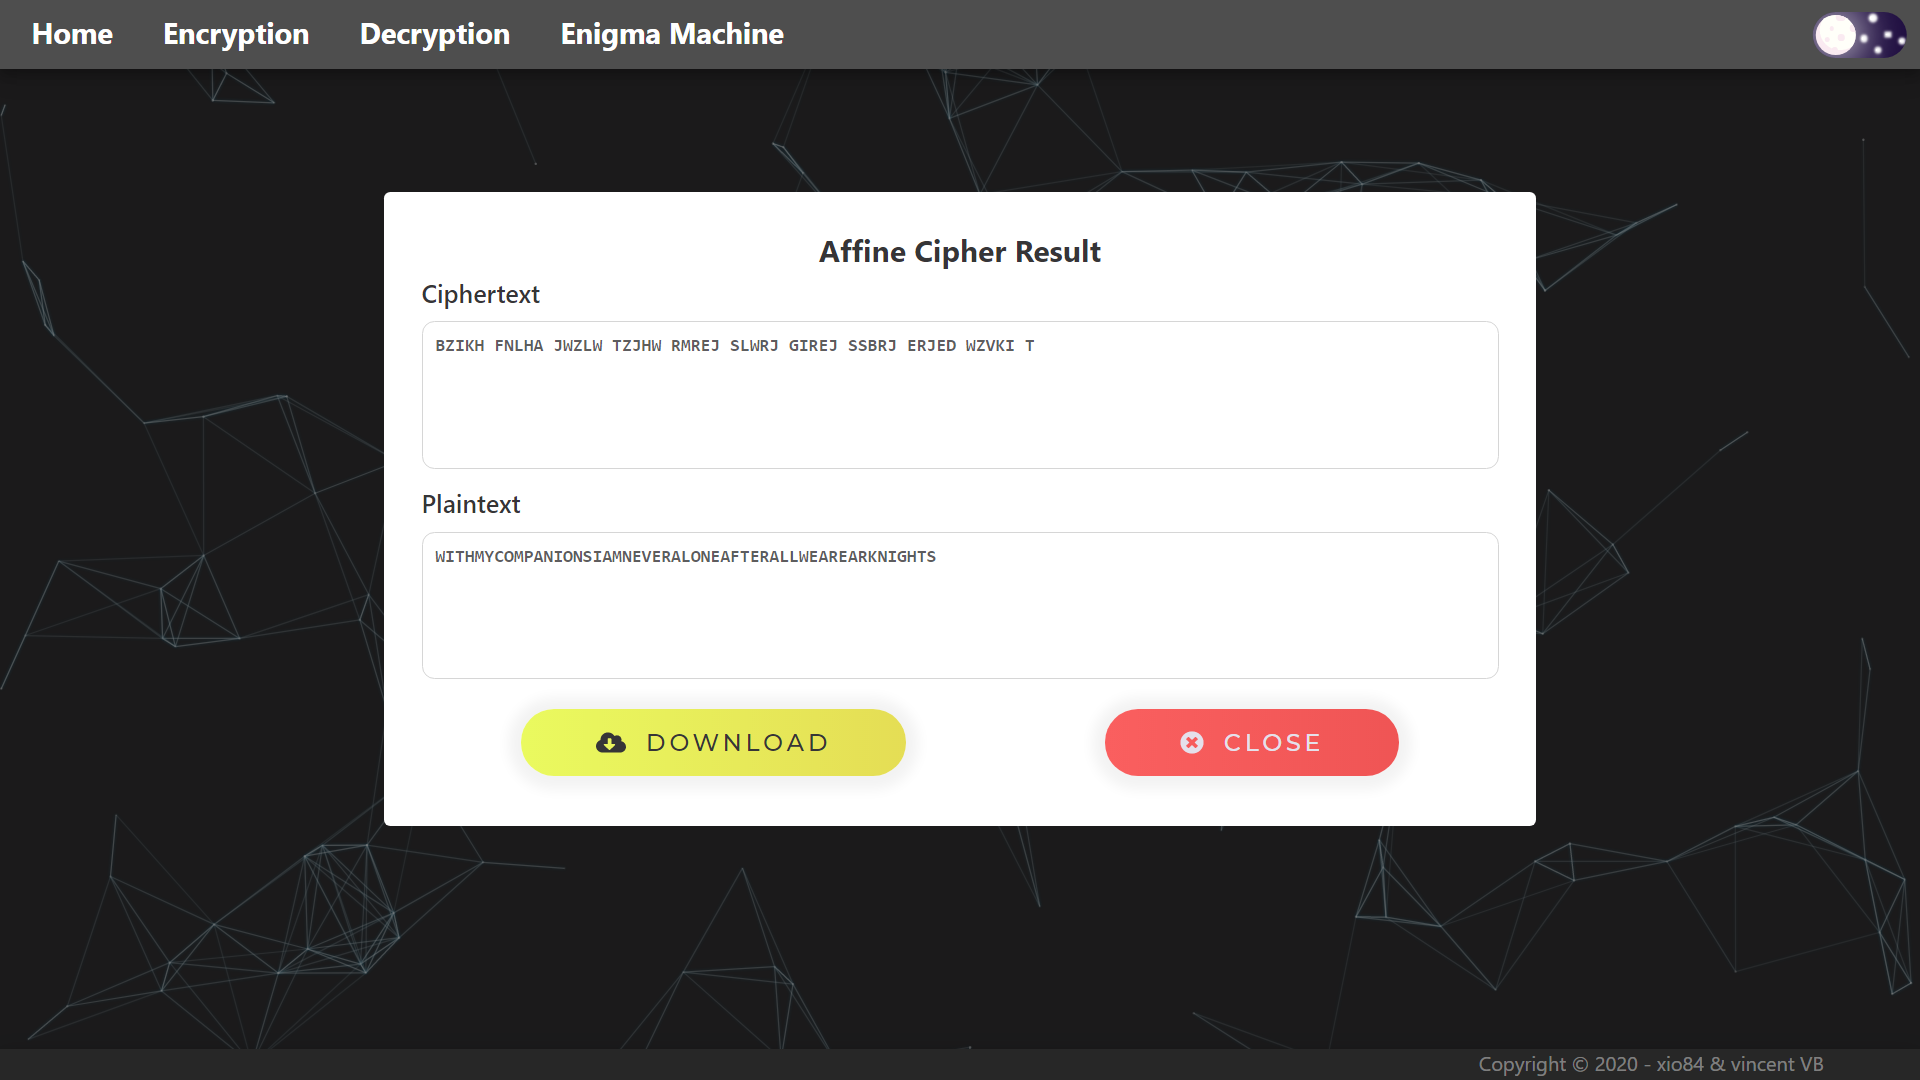 Home Encryption Decryption Enigma Machine
Affine Cipher Result
Ciphertext
BZIKH FNLHA JWZLW TZJHW RMREJ SLWRJ GIREJ SSBRJ ERJED WZVKI T
Plaintext
WITHMYCOMPANIONSIAMNEVERALONEAFTERALLWEAREARKNIGHTS
DOWNLOAD CLOSE
Copyright © 2020 - xio84 & vincent VB